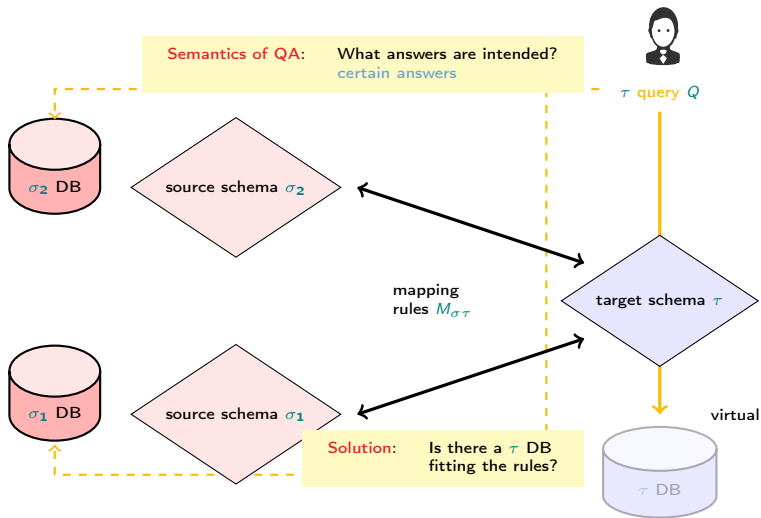 Semantics of QA: What answers are intended?
certain answers
τ query Q
σ₂ DB
source schema σ₂
mapping
rules M_στ
target schema τ
σ₁ DB
source schema σ₁
virtual
Solution: Is there a τ DB
fitting the rules?
τ DB